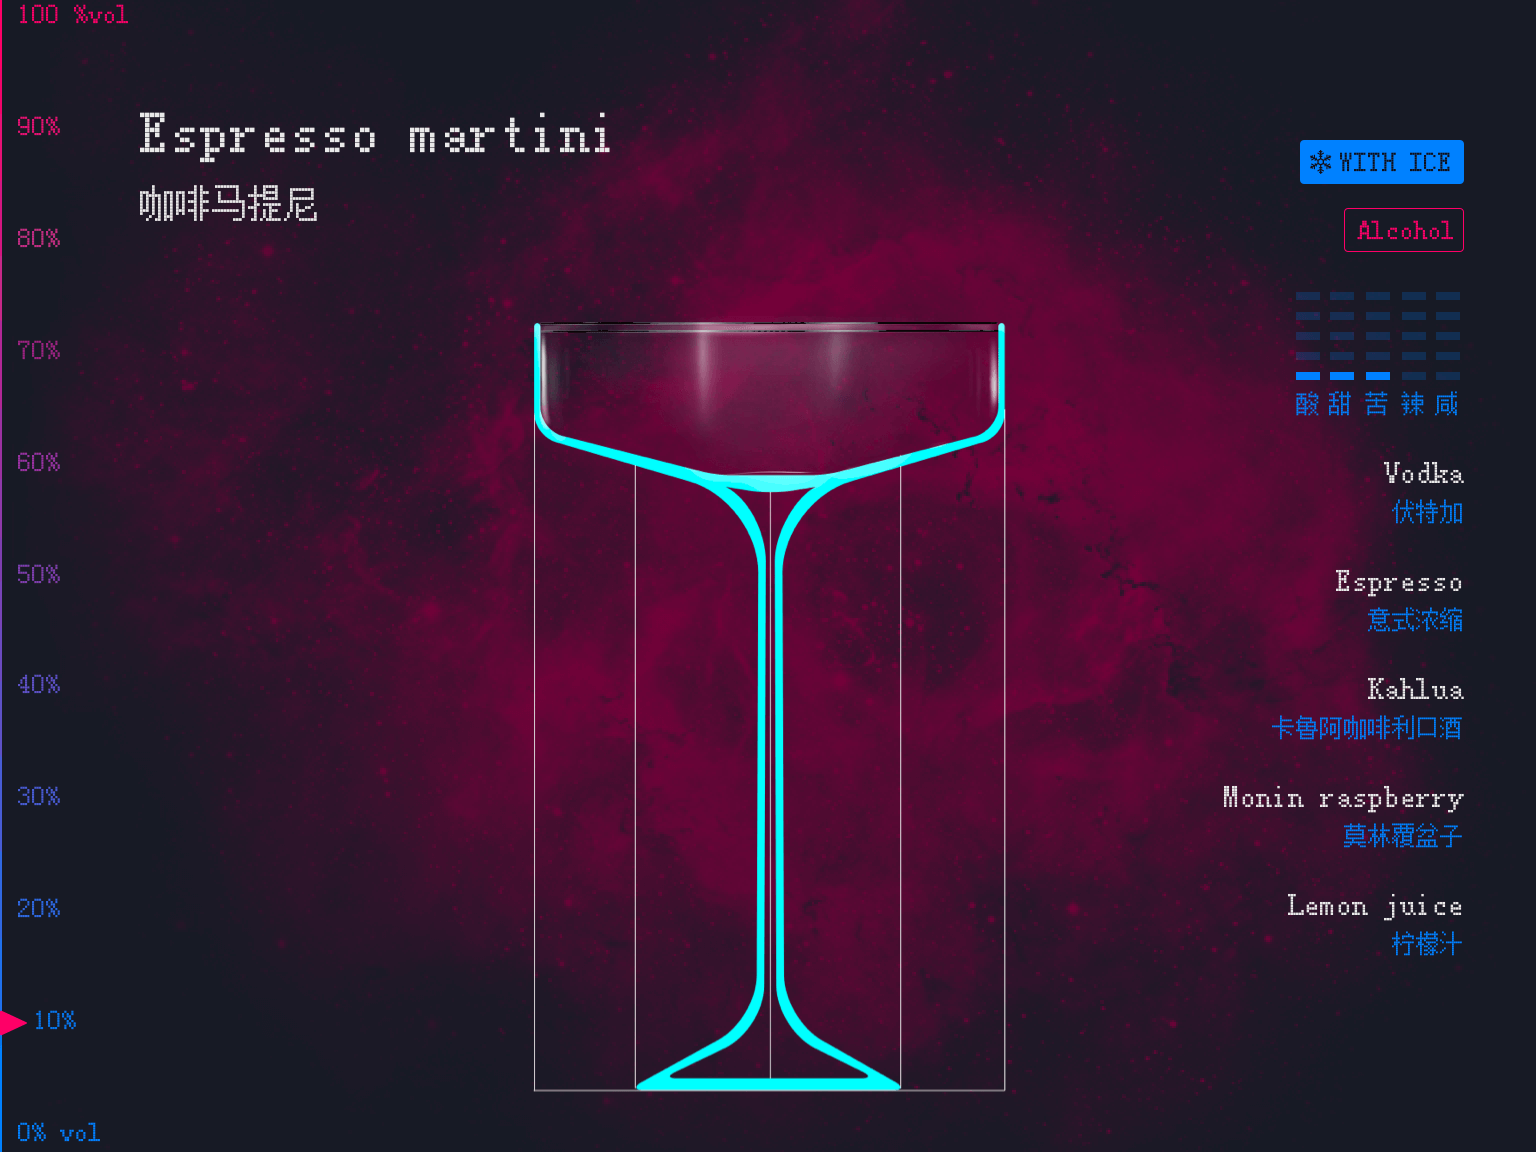 100 %vol
90%
80%
70%
60%
50%
40%
30%
20%
10%
0% vol
Espresso martini
咖啡马提尼
WITH ICE
Alcohol
酸 甜 苦 辣 咸
Vodka
伏特加
Espresso
意式浓缩
Kahlua
卡鲁阿咖啡利口酒
Monin raspberry
莫林覆盆子
Lemon juice
柠檬汁